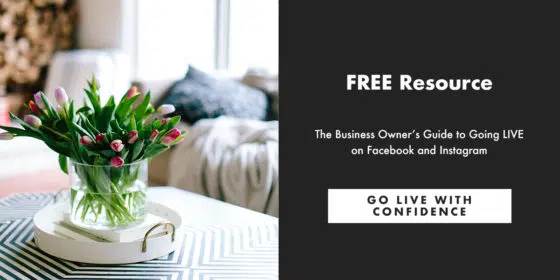 FREE Resource
The Business Owner's Guide to Going LIVE
on Facebook and Instagram
GO LIVE WITH
CONFIDENCE